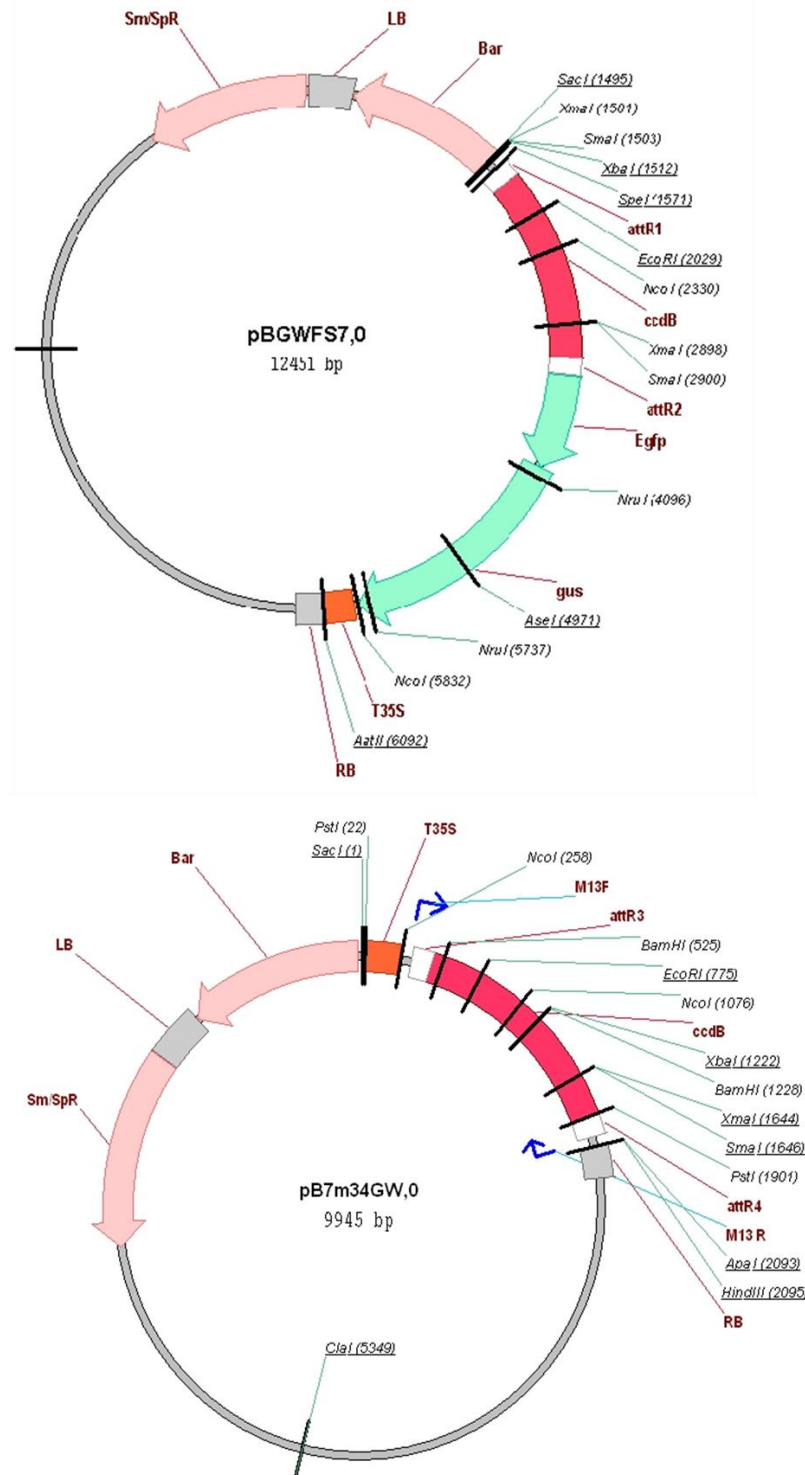 Sm/SpR
LB
Bar
SacI (1495)
XmaI (1501)
SmaI (1503)
XbaI (1512)
SpeI (1571)
attR1
EcoRI (2029)
NcoI (2330)
ccdB
XmaI (2898)
SmaI (2900)
attR2
Egfp
NruI (4096)
gus
AseI (4971)
NruI (5737)
NcoI (5832)
T35S
AatII (6092)
RB
pBGWFS7,0
12451 bp
PstI (22)
SacI (1)
T35S
NcoI (258)
M13F
attR3
BamHI (525)
EcoRI (775)
NcoI (1076)
ccdB
XbaI (1222)
BamHI (1228)
XmaI (1644)
SmaI (1646)
PstI (1901)
attR4
M13 R
ApaI (2093)
HindIII (2095)
RB
Bar
LB
Sm/SpR
pB7m34GW,0
9945 bp
ClaI (5349)